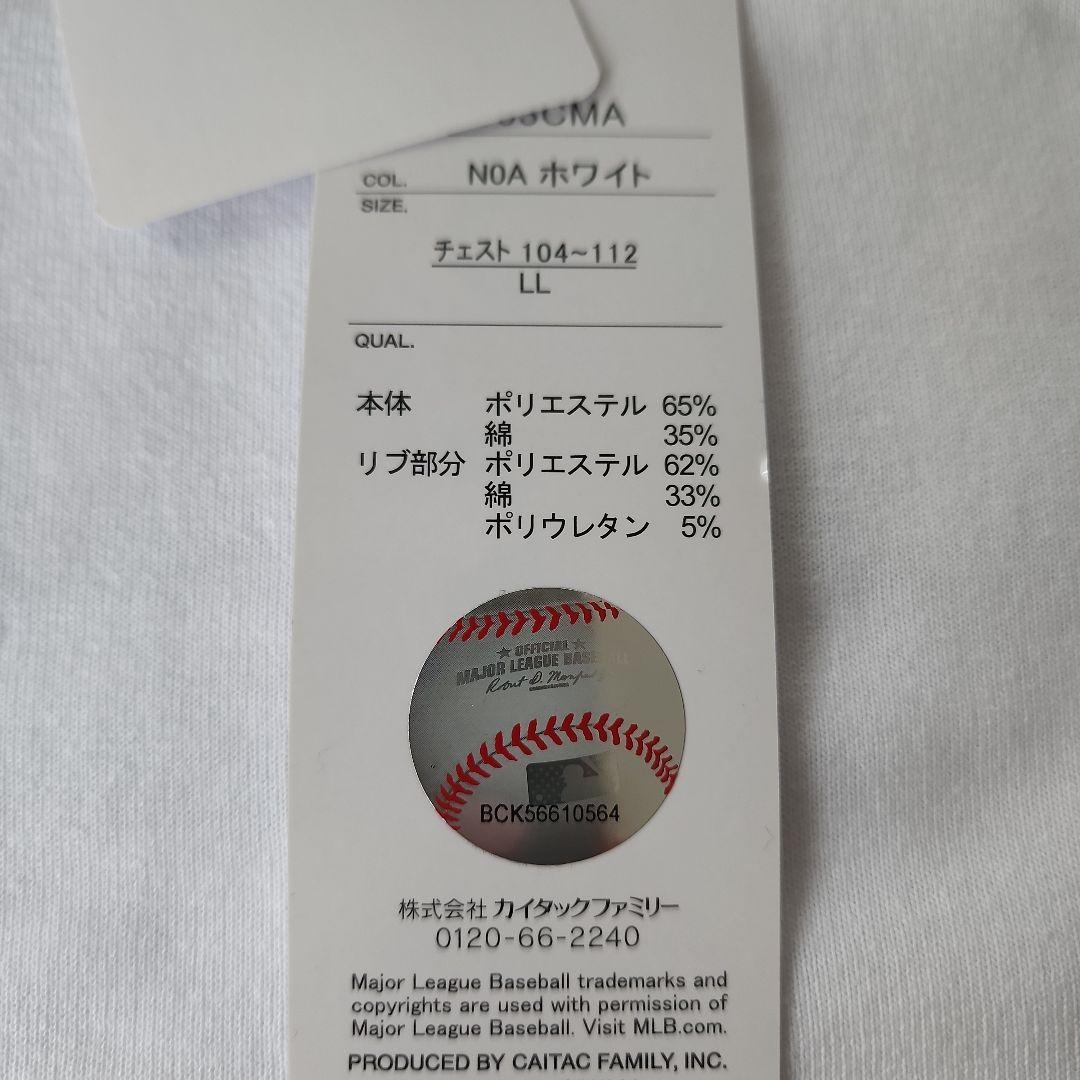 COL. N0A ホワイト
SIZE.
チェスト 104~112
LL
QUAL.
本体 ポリエステル 65%
綿 35%
リブ部分 ポリエステル 62%
綿 33%
ポリウレタン 5%
★ OFFICIAL ★
MAJOR LEAGUE BASEBALL
BCK56610564
株式会社 カイタックファミリー
0120-66-2240
Major League Baseball trademarks and
copyrights are used with permission of
Major League Baseball. Visit MLB.com.
PRODUCED BY CAITAC FAMILY, INC.